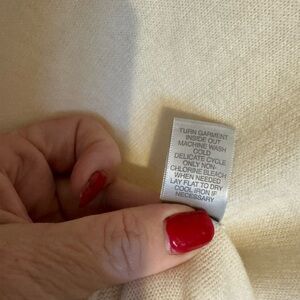 TURN GARMENT
INSIDE OUT
MACHINE WASH
COLD
DELICATE CYCLE
ONLY NON-
CHLORINE BLEACH
WHEN NEEDED
LAY FLAT TO DRY
COOL IRON IF
NECESSARY